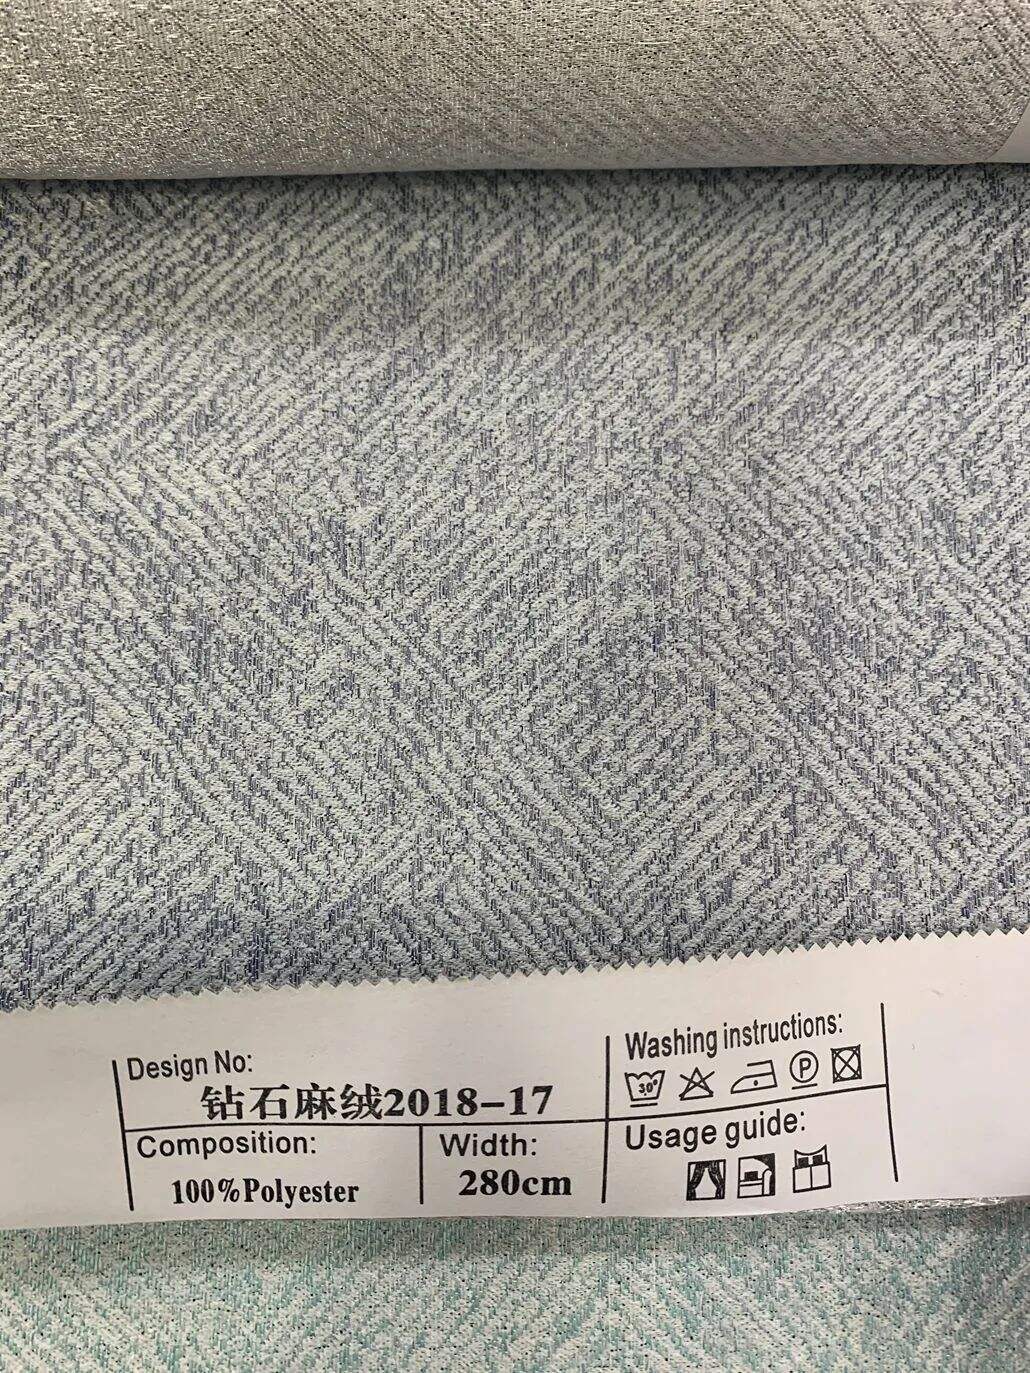 Design No:
钻石麻绒2018-17
Composition:
100%Polyester
Width:
280cm
Washing instructions:
30°
P
Usage guide: